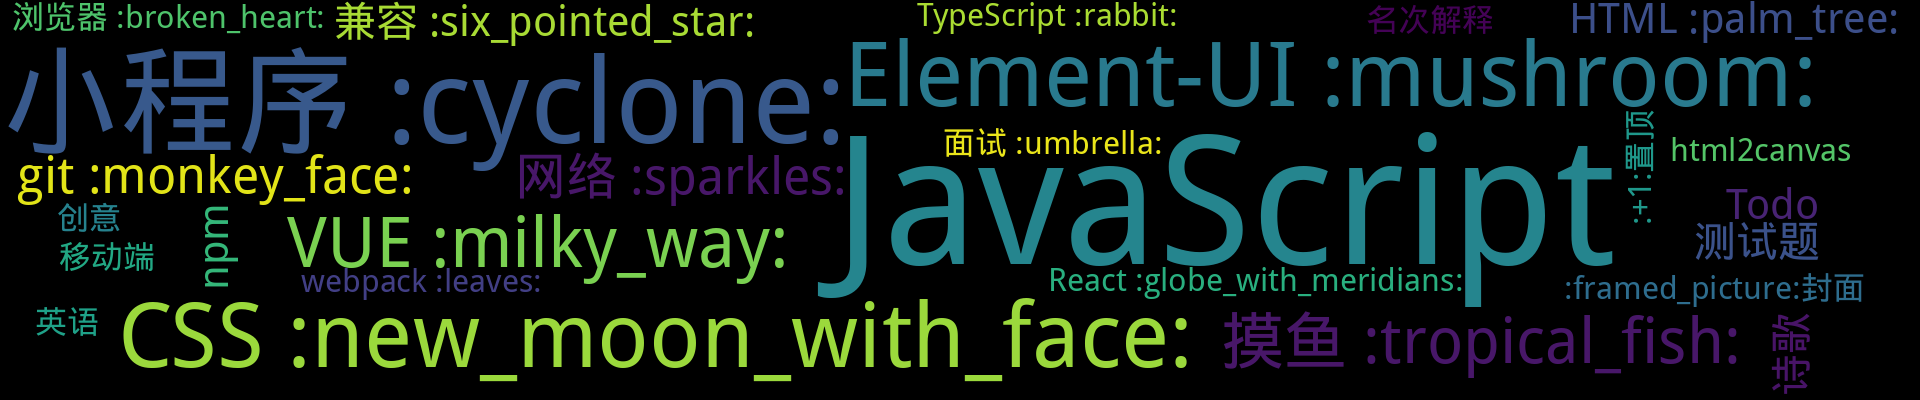 浏览器 :broken_heart:
兼容 :six_pointed_star:
TypeScript :rabbit:
名次解释
HTML :palm_tree:
小程序 :cyclone:
Element-UI :mushroom:
:+1:置顶
面试 :umbrella:
JavaScript
html2canvas
git :monkey_face:
网络 :sparkles:
Todo
创意
npm
VUE :milky_way:
测试题
移动端
webpack :leaves:
React :globe_with_meridians:
:framed_picture:封面
英语
CSS :new_moon_with_face:
摸鱼 :tropical_fish:
诗歌